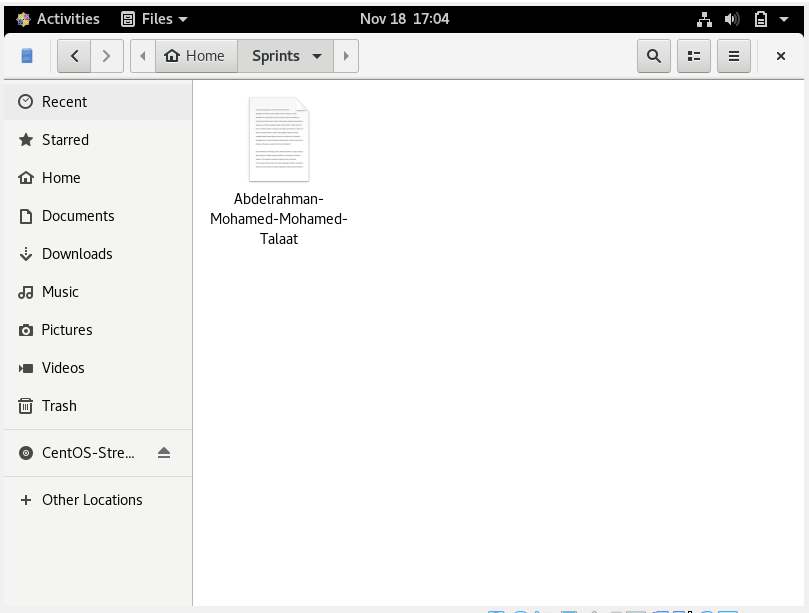 Activities Files Nov 18 17:04
Home Sprints
Recent
Starred
Home
Documents
Downloads
Music
Pictures
Videos
Trash
CentOS-Stre...
Other Locations
Abdelrahman-
Mohamed-Mohamed-
Talaat